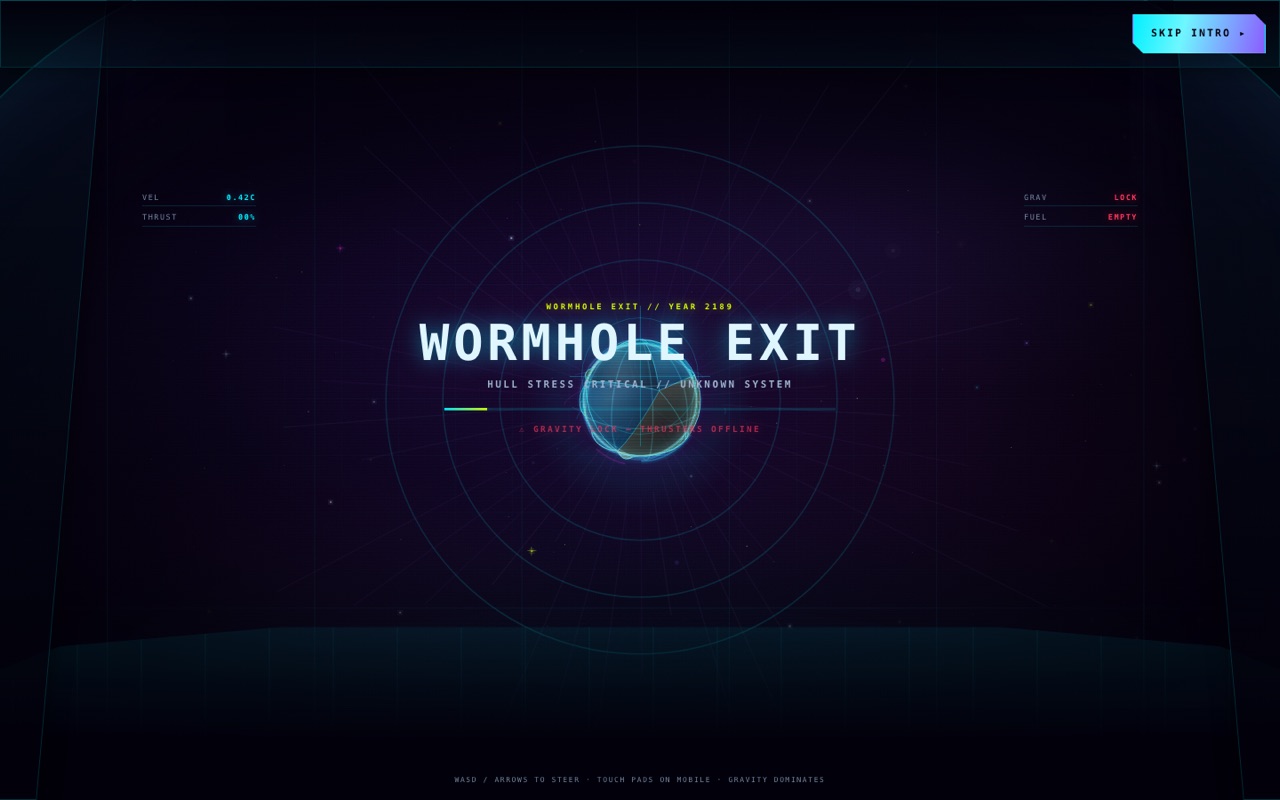 SKIP INTRO ▸
VEL 0.42C
THRUST 00%
GRAV LOCK
FUEL EMPTY
WORMHOLE EXIT // YEAR 2189
WORMHOLE EXIT
HULL STRESS CRITICAL // UNKNOWN SYSTEM
⚠ GRAVITY LOCK — THRUSTERS OFFLINE
WASD / ARROWS TO STEER · TOUCH PADS ON MOBILE · GRAVITY DOMINATES